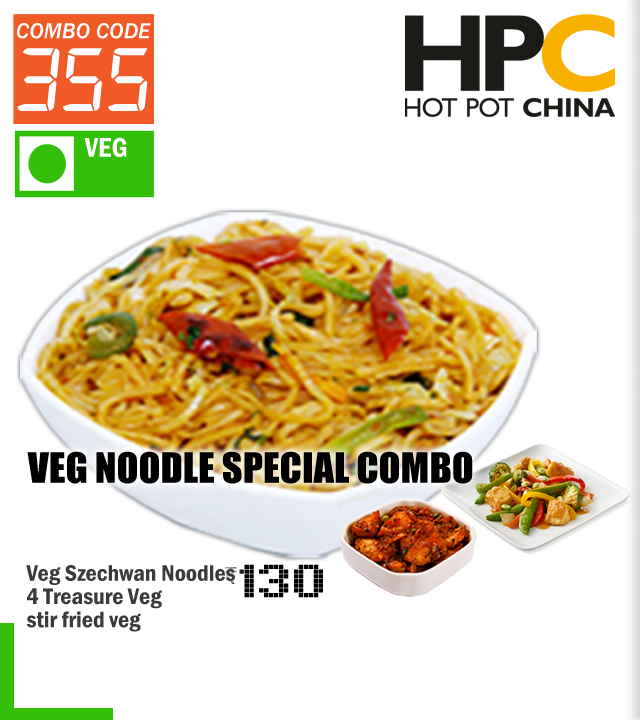 COMBO CODE
355
VEG
HPC
HOT POT CHINA
VEG NOODLE SPECIAL COMBO
Veg Szechwan Noodles
130
4 Treasure Veg
stir fried veg